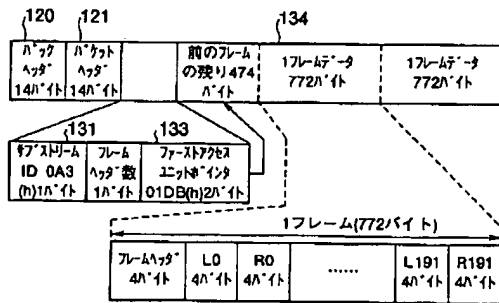 120
121
134
パック
ヘッダ
14バイト
パケット
ヘッダ
14バイト
前のフレーム
の残り474
バイト
1フレームデータ
772バイト
1フレームデータ
772バイト
131
133
サブストリーム
ID 0A3
(h)1バイト
フレーム
ヘッダ数
1バイト
ファーストアクセス
ユニットポインタ
01DB(h)2バイト
1フレーム(772バイト)
フレームヘッダ
4バイト
L0
4バイト
R0
4バイト
……
L191
4バイト
R191
4バイト